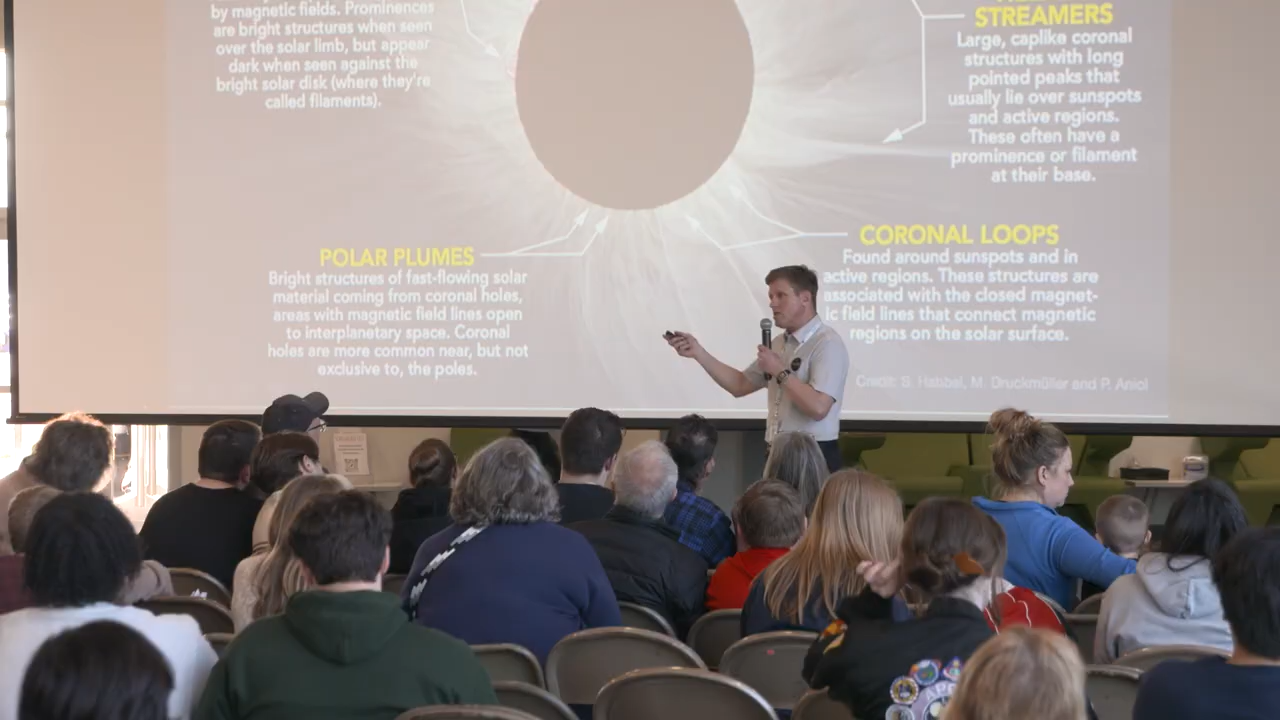 by magnetic fields. Prominences
are bright structures when seen
over the solar limb, but appear
dark when seen against the
bright solar disk (where they're
called filaments).
STREAMERS
Large, caplike coronal
structures with long
pointed peaks that
usually lie over sunspots
and active regions.
These often have a
prominence or filament
at their base.
POLAR PLUMES
Bright structures of fast-flowing solar
material coming from coronal holes,
areas with magnetic field lines open
to interplanetary space. Coronal
holes are more common near, but not
exclusive to, the poles.
CORONAL LOOPS
Found around sunspots and in
active regions. These structures are
associated with the closed magnet-
ic field lines that connect magnetic
regions on the solar surface.
Credit: S. Habbal, M. Druckmüller and P. Aniol